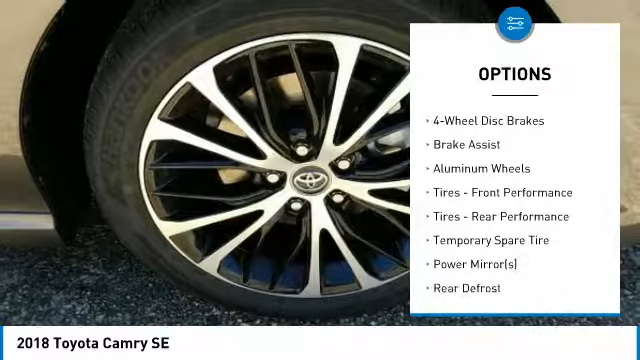 OPTIONS
4-Wheel Disc Brakes
Brake Assist
Aluminum Wheels
Tires - Front Performance
Tires - Rear Performance
Temporary Spare Tire
Power Mirror(s)
Rear Defrost
2018 Toyota Camry SE